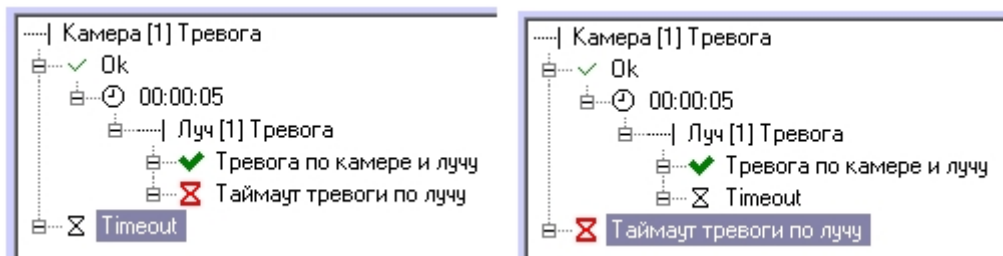 Камера [1] Тревога
Ok
00:00:05
Луч [1] Тревога
Тревога по камере и лучу
Таймаут тревоги по лучу
Timeout
Камера [1] Тревога
Ok
00:00:05
Луч [1] Тревога
Тревога по камере и лучу
Timeout
Таймаут тревоги по лучу